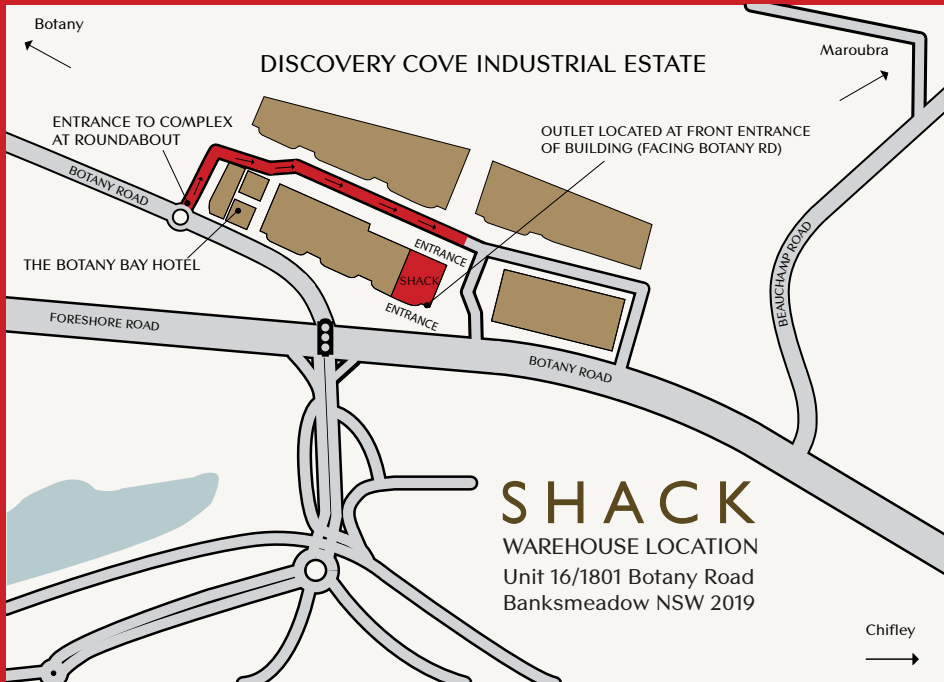 Botany
Maroubra
DISCOVERY COVE INDUSTRIAL ESTATE
ENTRANCE TO COMPLEX
AT ROUNDABOUT
OUTLET LOCATED AT FRONT ENTRANCE
OF BUILDING (FACING BOTANY RD)
BOTANY ROAD
THE BOTANY BAY HOTEL
ENTRANCE
SHACK
ENTRANCE
BEAUCHAMP ROAD
FORESHORE ROAD
BOTANY ROAD
SHACK
WAREHOUSE LOCATION
Unit 16/1801 Botany Road
Banksmeadow NSW 2019
Chifley